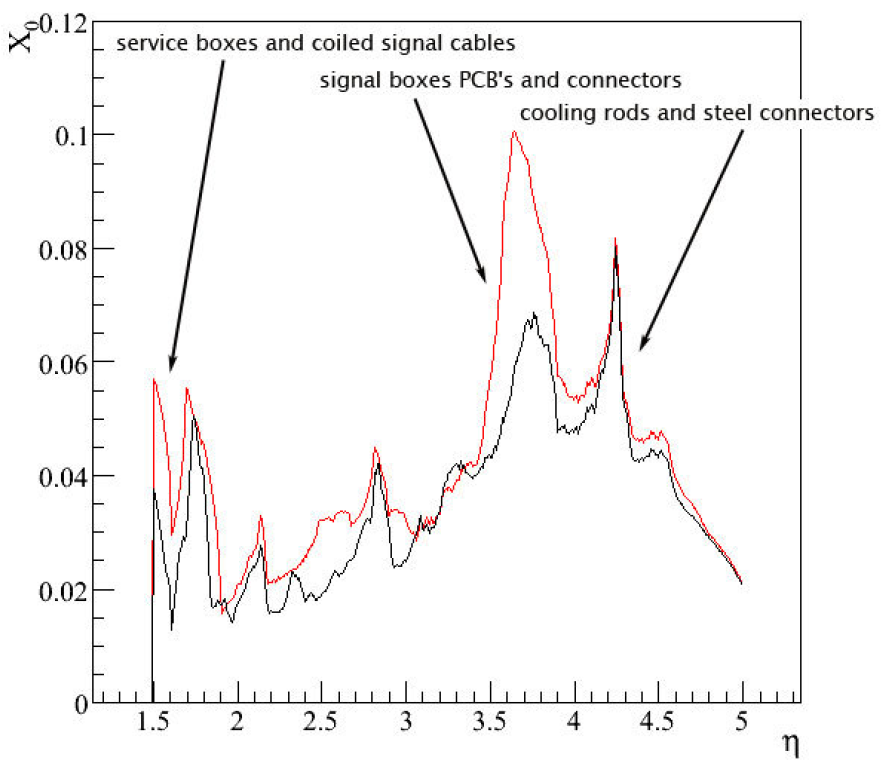 X0
0.12
service boxes and coiled signal cables
signal boxes PCB's and connectors
cooling rods and steel connectors
0.1
0.08
0.06
0.04
0.02
0
1.5 2 2.5 3 3.5 4 4.5 5
η